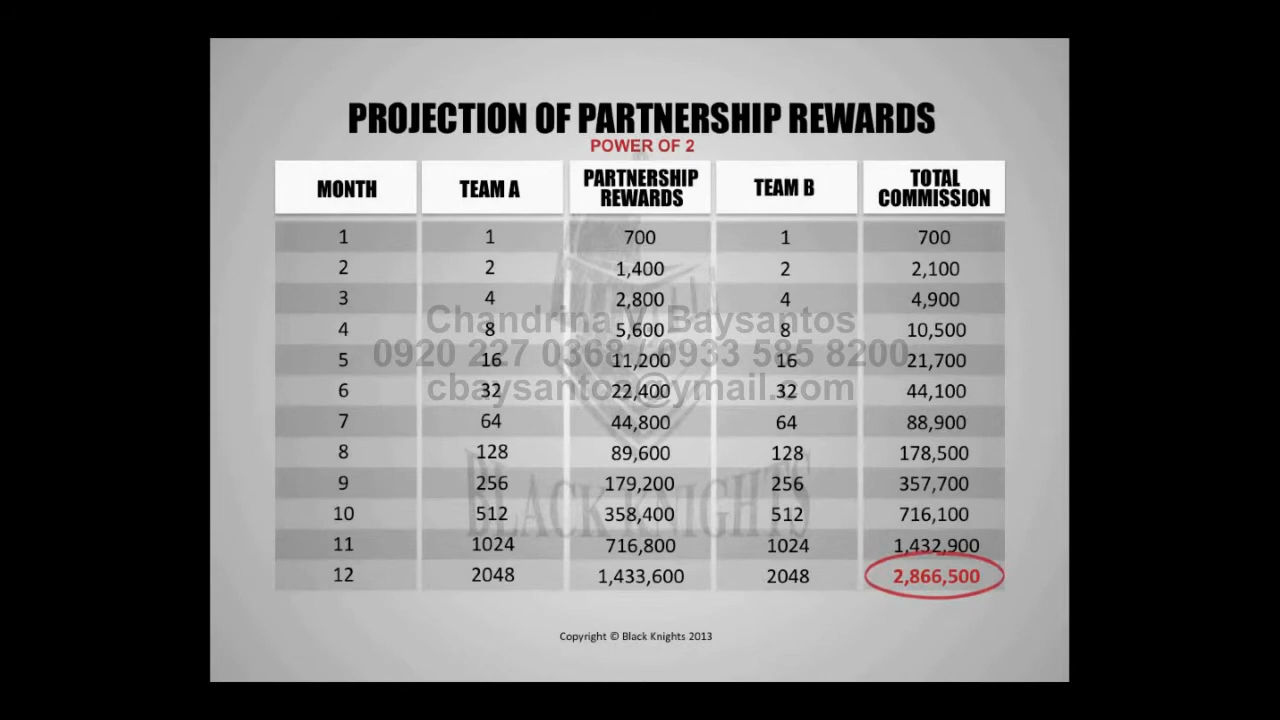 PROJECTION OF PARTNERSHIP REWARDS
POWER OF 2
MONTH TEAM A PARTNERSHIP REWARDS TEAM B TOTAL COMMISSION
1 1 700 1 700
2 2 1,400 2 2,100
3 4 2,800 4 4,900
4 8 5,600 8 10,500
5 16 11,200 16 21,700
6 32 22,400 32 44,100
7 64 44,800 64 88,900
8 128 89,600 128 178,500
9 256 179,200 256 357,700
10 512 358,400 512 716,100
11 1024 716,800 1024 1,432,900
12 2048 1,433,600 2048 2,866,500
Chandrina V. Baysantos
0920 227 0368 / 0933 585 8200
cbaysantos@ymail.com
BLACK KNIGHTS
Copyright © Black Knights 2013